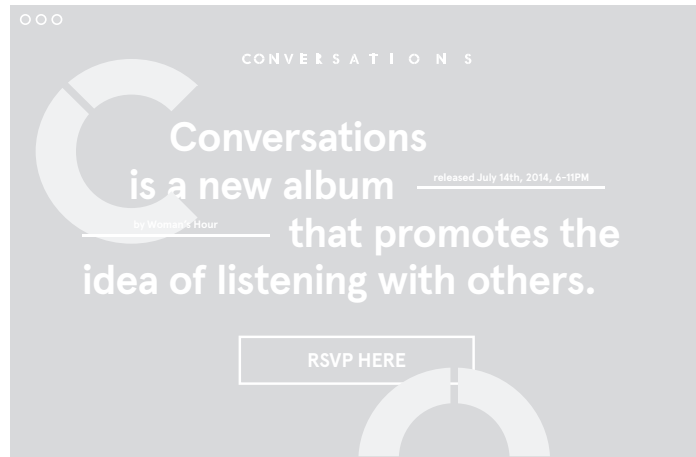 CONVERSATIONS
Conversations
is a new album released July 14th, 2014, 6-11PM
by Woman's Hour that promotes the
idea of listening with others.
RSVP HERE